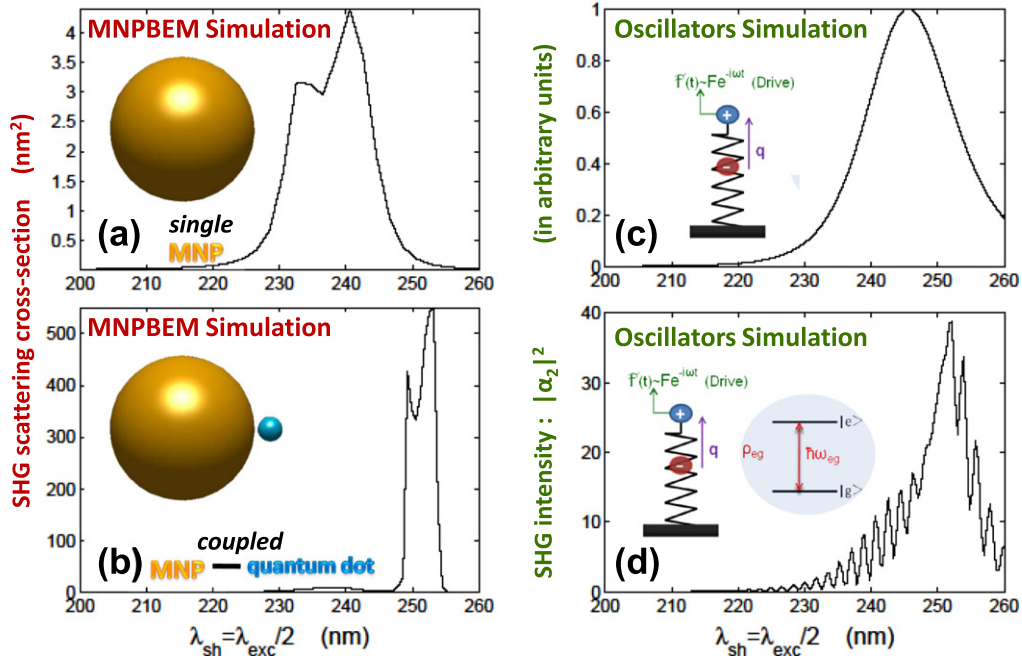 SHG scattering cross-section (nm²)
MNPBEM Simulation
4
3.5
3
2.5
2
1.5
1
0.5
(a)
single
MNP
200 210 220 230 240 250 260
MNPBEM Simulation
500
400
300
200
100
0
(b)
coupled
MNP — quantum dot
200 210 220 230 240 250 260
λsh=λexc/2 (nm)
SHG intensity : |α₂|² (in arbitrary units)
Oscillators Simulation
1
0.8
0.6
0.4
0.2
0
f(t)~Fe^-iωt (Drive)
+
q
-
(c)
200 210 220 230 240 250 260
Oscillators Simulation
40
30
20
10
0
f(t)~Fe^-iωt (Drive)
+
q
-
|e>
ρeg
ħωeg
|g>
(d)
200 210 220 230 240 250 260
λsh=λexc/2 (nm)